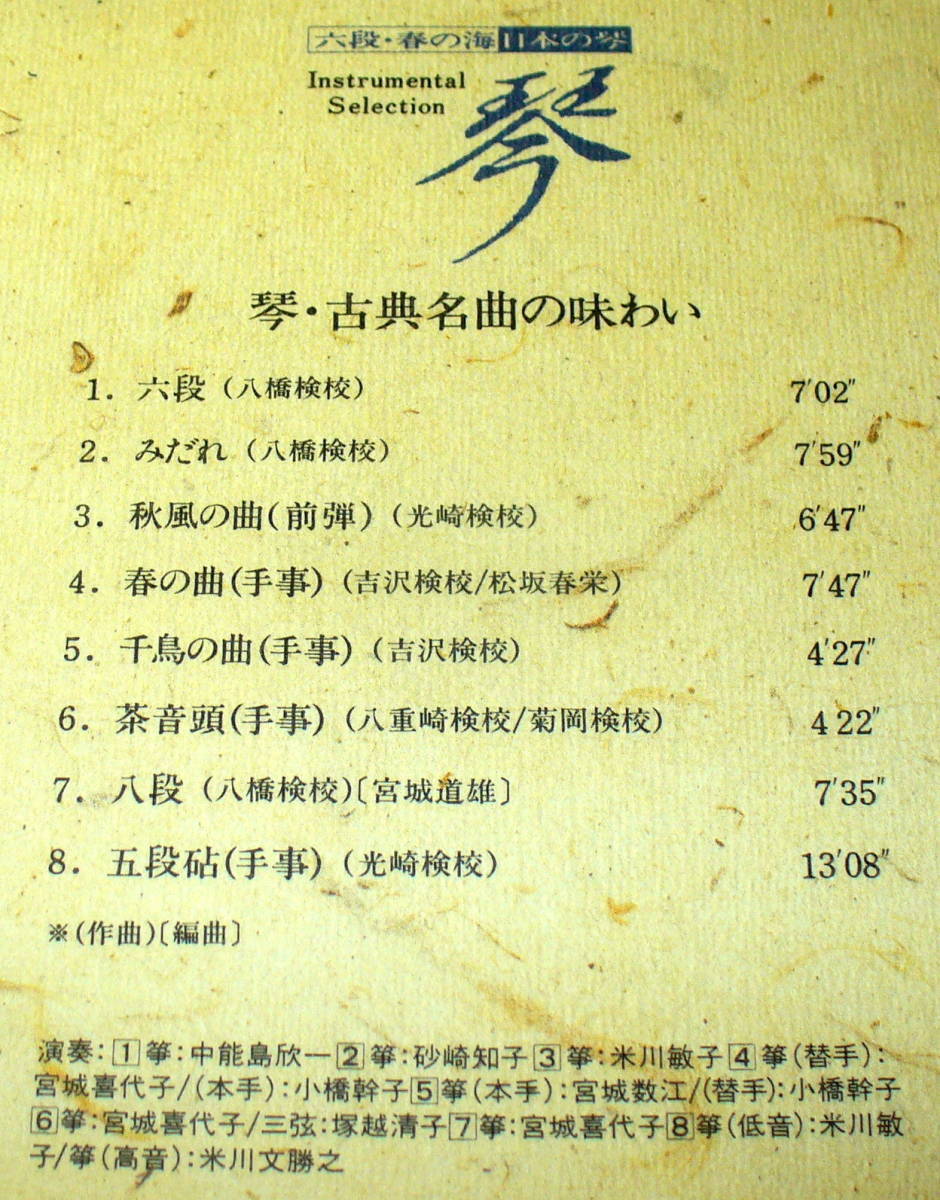 六段・春の海 日本の琴
Instrumental
Selection
琴
琴・古典名曲の味わい
1. 六段（八橋検校） 7′02″
2. みだれ（八橋検校） 7′59″
3. 秋風の曲(前弾)（光崎検校） 6′47″
4. 春の曲(手事)（吉沢検校/松坂春栄） 7′47″
5. 千鳥の曲(手事)（吉沢検校） 4′27″
6. 茶音頭(手事)（八重崎検校/菊岡検校） 4 22″
7. 八段（八橋検校）〔宮城道雄〕 7′35″
8. 五段砧(手事)（光崎検校） 13′08″
※(作曲)〔編曲〕
演奏：1箏：中能島欣一2箏：砂崎知子3箏：米川敏子4箏(替手)：
宮城喜代子/(本手)：小橋幹子5箏(本手)：宮城数江/(替手)：小橋幹子
6箏：宮城喜代子/三弦：塚越清子7箏：宮城喜代子8箏(低音)：米川敏
子/箏(高音)：米川文勝之